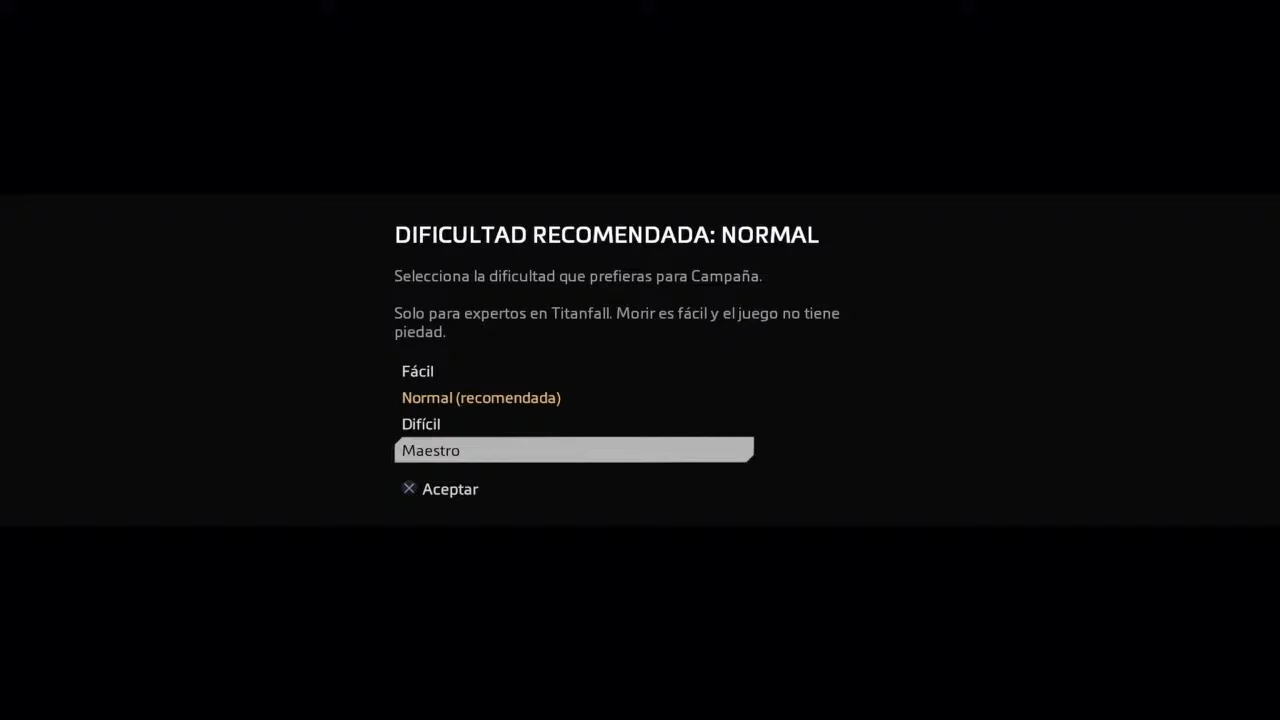 DIFICULTAD RECOMENDADA: NORMAL
Selecciona la dificultad que prefieras para Campaña.
Solo para expertos en Titanfall. Morir es fácil y el juego no tiene
piedad.
Fácil
Normal (recomendada)
Difícil
Maestro
Aceptar